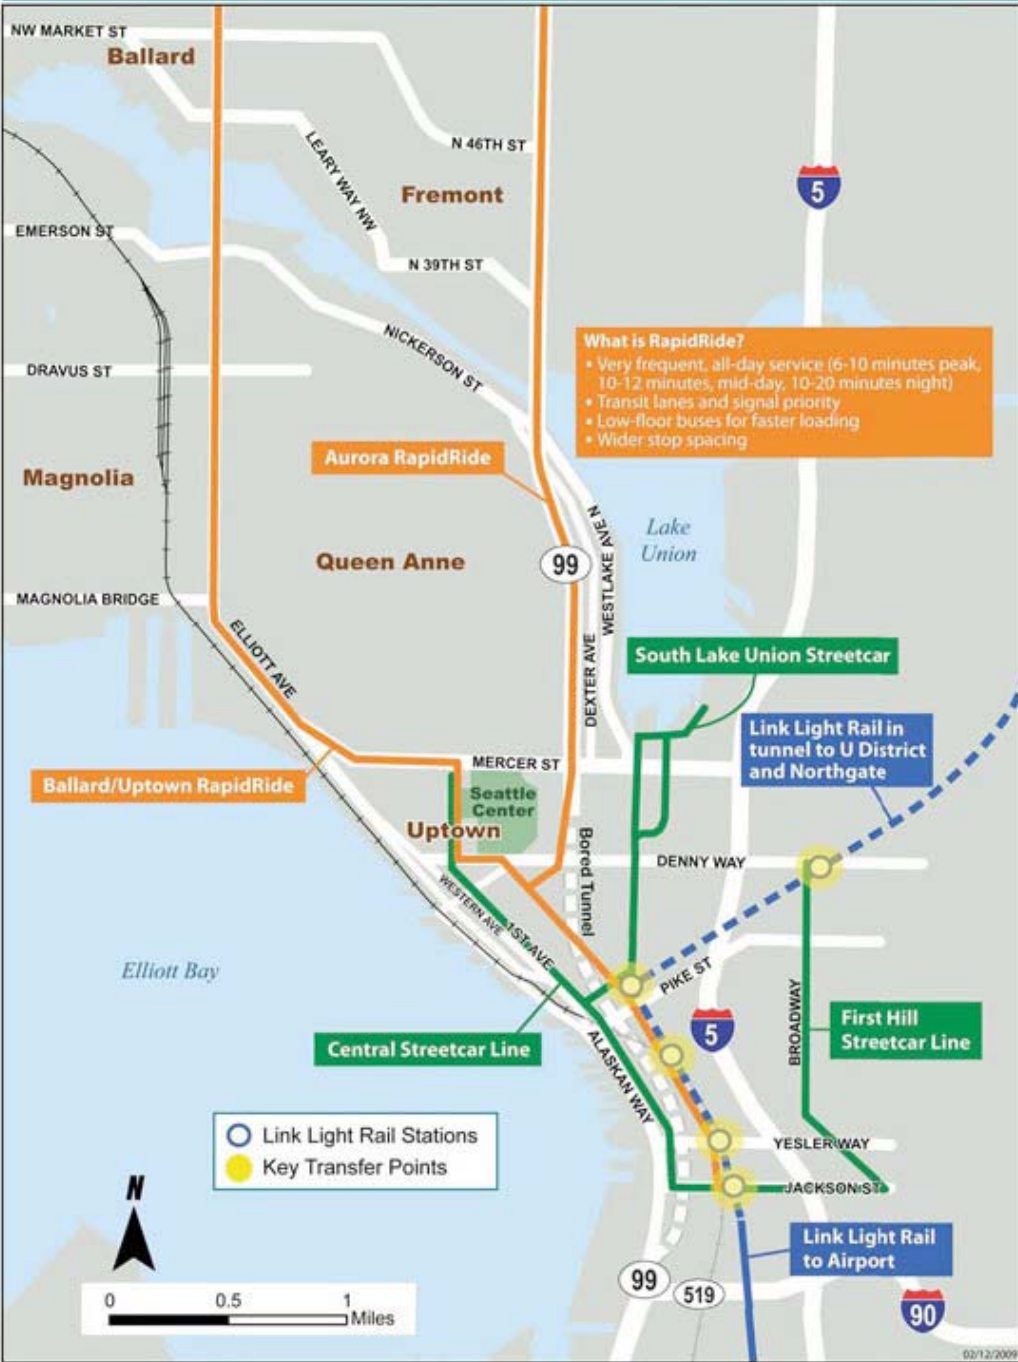 NW MARKET ST
Ballard
N 46TH ST
LEARY WAY NW
Fremont
5
EMERSON ST
N 39TH ST
NICKERSON ST
What is RapidRide?
• Very frequent, all-day service (6-10 minutes peak,
10-12 minutes, mid-day, 10-20 minutes night)
• Transit lanes and signal priority
• Low-floor buses for faster loading
• Wider stop spacing
DRAVUS ST
Aurora RapidRide
Magnolia
WESTLAKE AVE N
Lake
Union
Queen Anne
99
MAGNOLIA BRIDGE
ELLIOTT AVE
DEXTER AVE
South Lake Union Streetcar
Link Light Rail in
tunnel to U District
and Northgate
MERCER ST
Ballard/Uptown RapidRide
Seattle
Center
Uptown
Bored Tunnel
DENNY WAY
WESTERN AVE
1ST AVE
Elliott Bay
PIKE ST
BROADWAY
5
First Hill
Streetcar Line
Central Streetcar Line
ALASKAN WAY
Link Light Rail Stations
Key Transfer Points
YESLER WAY
JACKSON ST
N
Link Light Rail
to Airport
99
519
90
0 0.5 1
Miles
02/12/2009